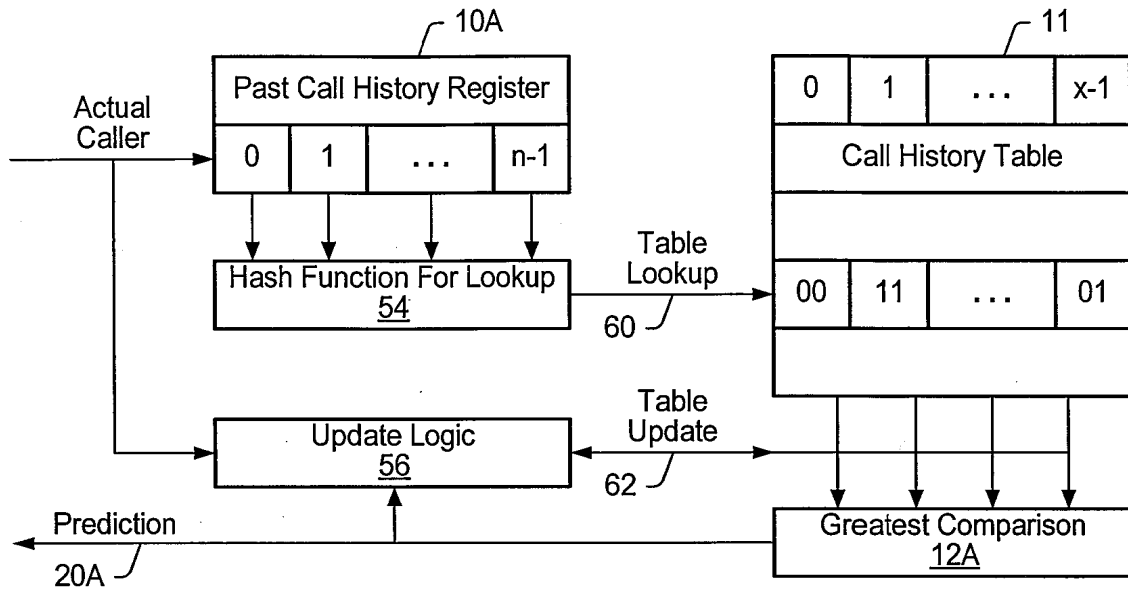 10A
11
Past Call History Register
0 1 ... x-1
Actual
Caller
0 1 ... n-1
Call History Table
Table
Lookup
Hash Function For Lookup
54
00 11 ... 01
60
Table
Update
Update Logic
56
62
Prediction
Greatest Comparison
12A
20A